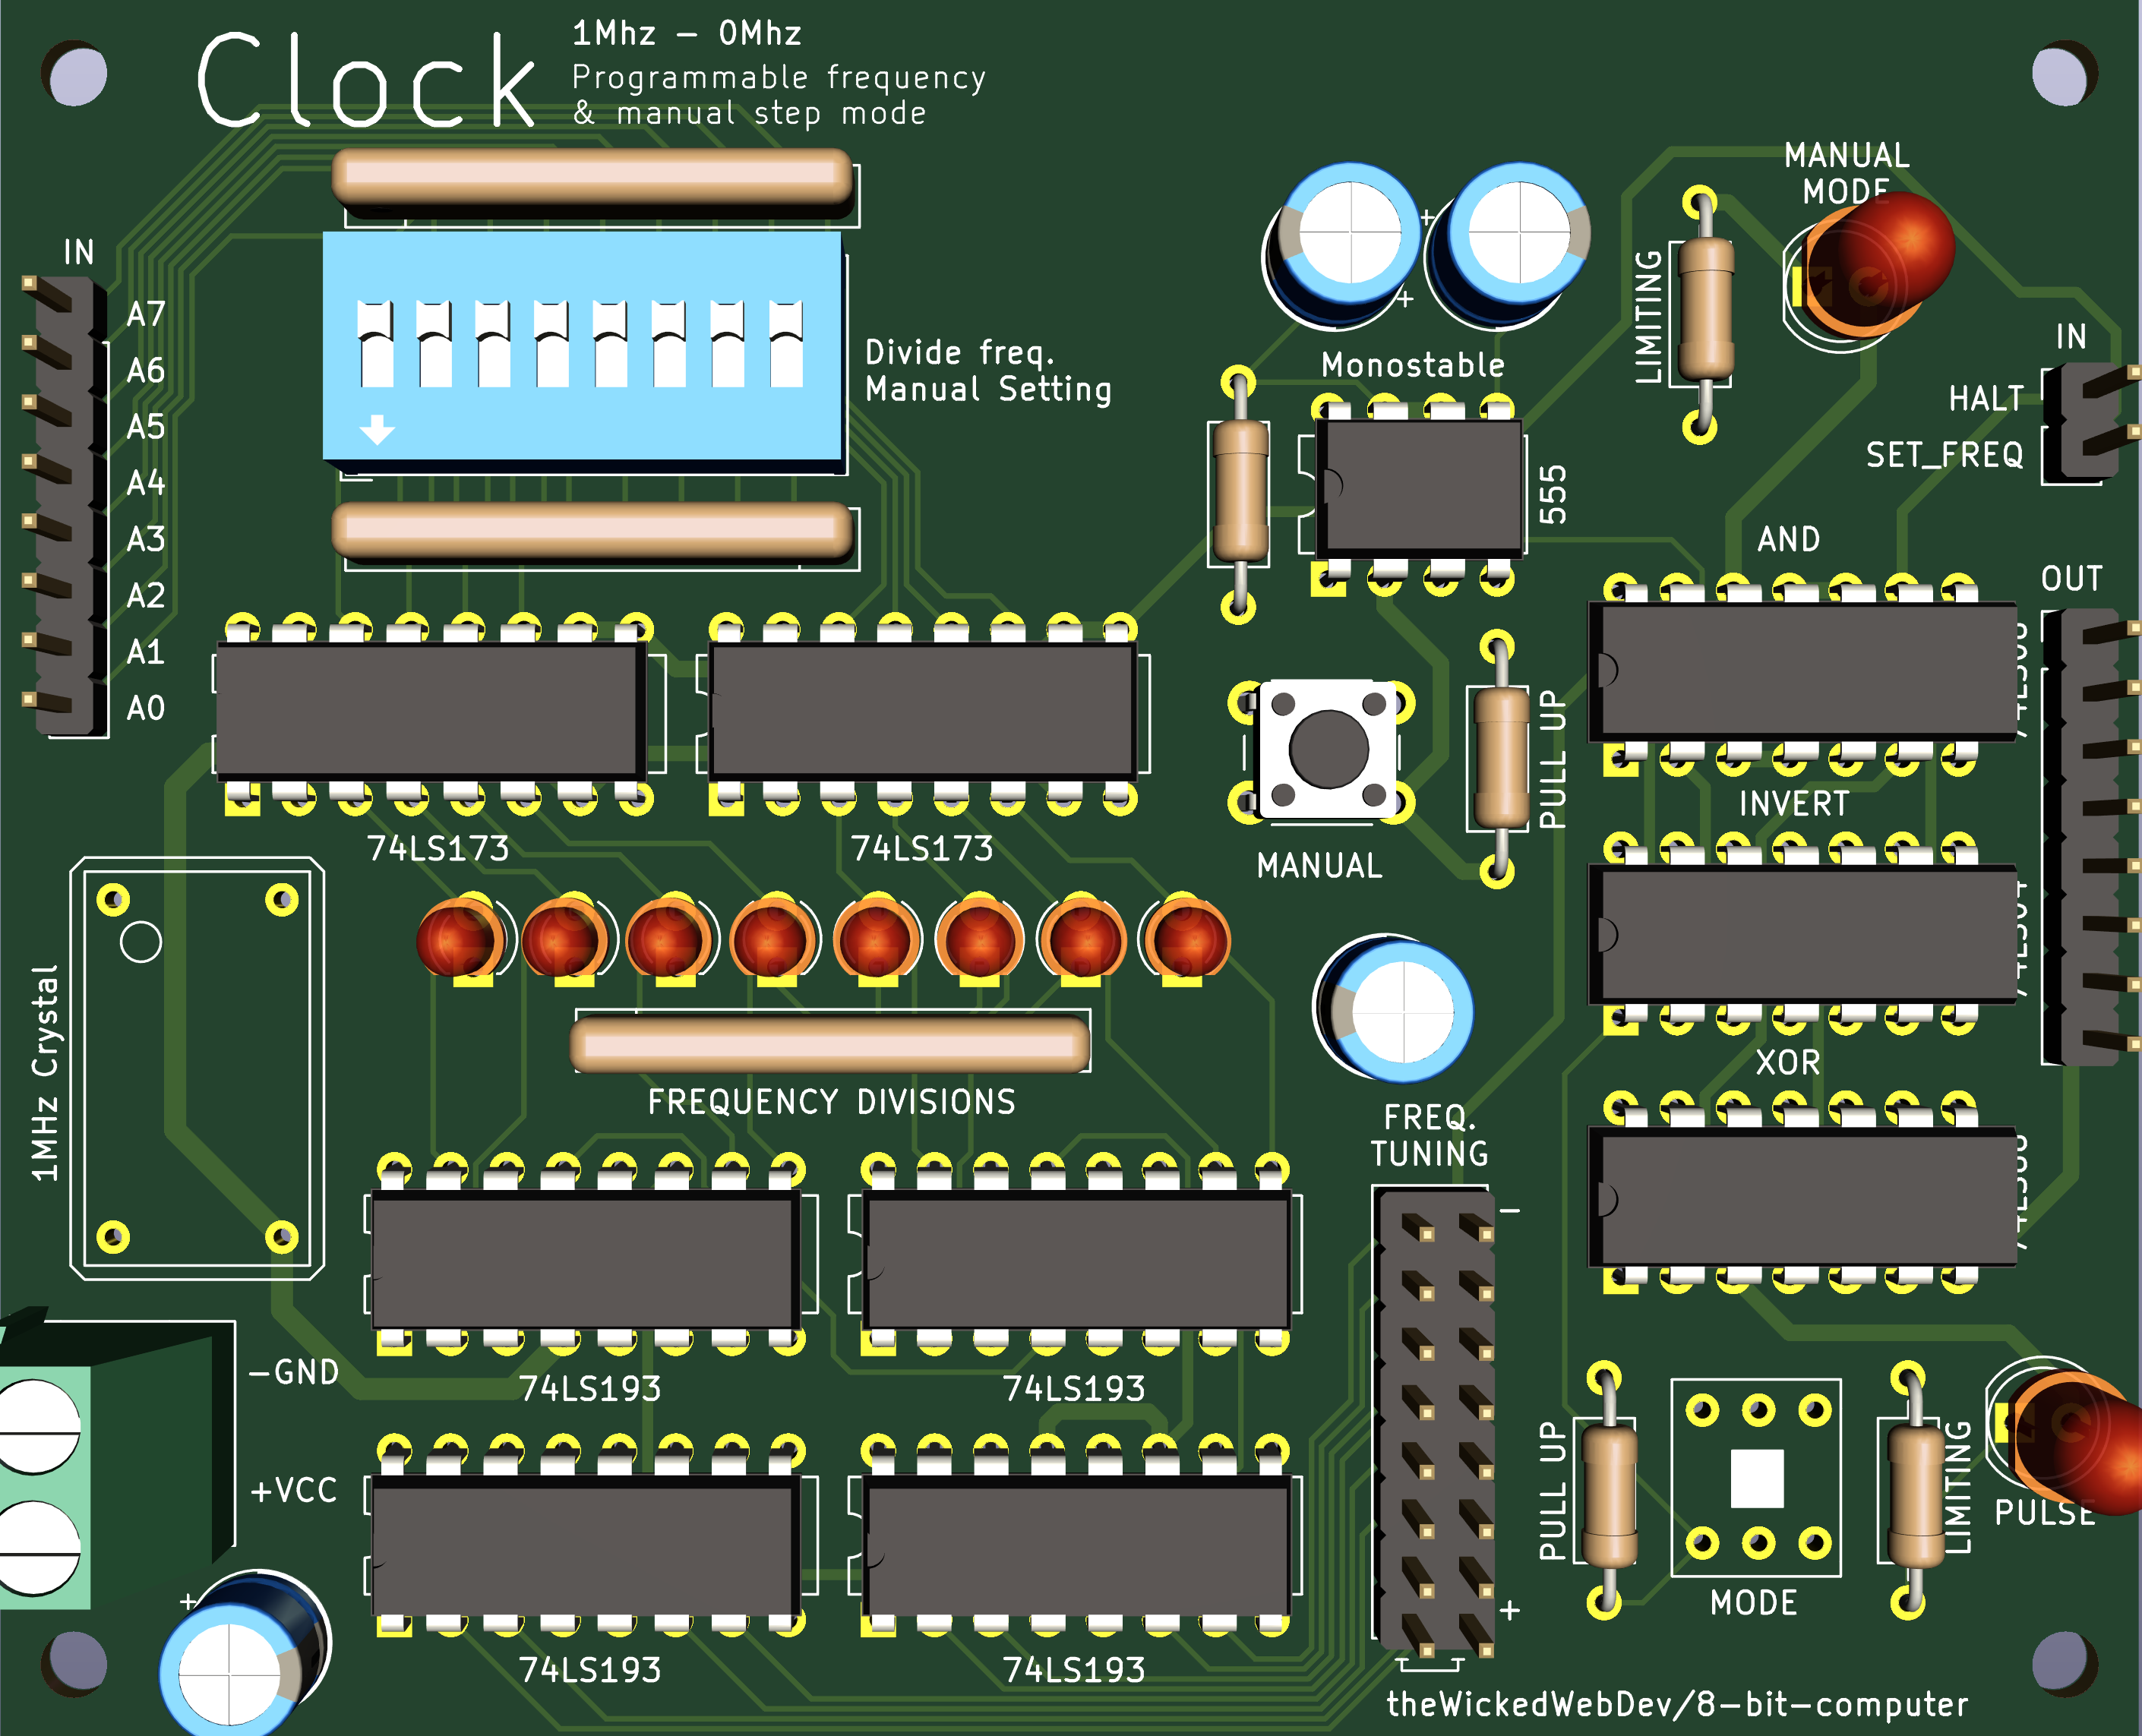 Clock
1Mhz - 0Mhz
Programmable frequency
& manual step mode
IN
A7
A6
A5
A4
A3
A2
A1
A0
Divide freq.
Manual Setting
+
+
Monostable
555
LIMITING
MANUAL
MODE
IN
HALT
SET_FREQ
AND
OUT
74LS173
74LS173
MANUAL
PULL UP
INVERT
XOR
1MHz Crystal
FREQUENCY DIVISIONS
FREQ.
TUNING
-
+
-GND
+VCC
+
74LS193
74LS193
74LS193
74LS193
PULL UP
MODE
LIMITING
PULSE
theWickedWebDev/8-bit-computer